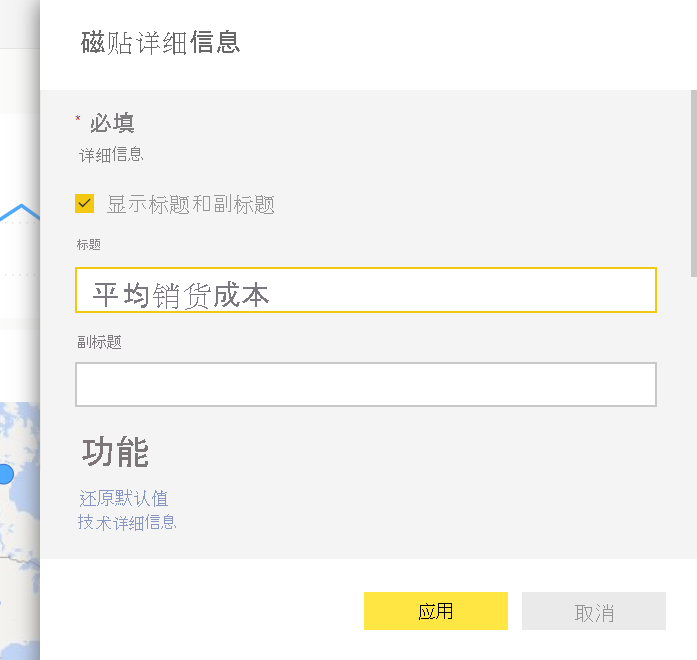 磁贴详细信息
* 必填
详细信息
显示标题和副标题
标题
平均销货成本
副标题
功能
还原默认值
技术详细信息
应用
取消